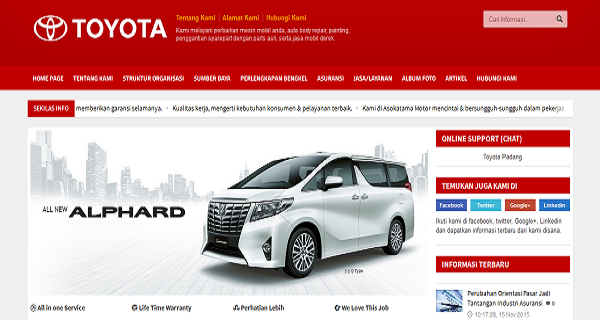 TOYOTA
Tentang Kami | Alamat Kami | Hubungi Kami
Kami melayani perbaikan mesin mobil anda, auto body repair, painting,
penggantian sparepart dengan parts asli, serta jasa mobil derek.
Cari Informasi..
HOME PAGE TENTANG KAMI STRUKTUR ORGANISASI SUMBER DAYA PERLENGKAPAN BENGKEL ASURANSI JASA/LAYANAN ALBUM FOTO ARTIKEL HUBUNGI KAMI
SEKILAS INFO memberikan garansi selamanya. • Kualitas kerja, mengerti kebutuhan konsumen & pelayanan terbaik. • Kami di Asokatama Motor mencintai & bersungguh-sungguh dalam pekerjaa
ALL NEW ALPHARD
Type
All in one Service
Life Time Warranty
Perhatian Lebih
We Love This Job
ONLINE SUPPORT (CHAT)
Toyota Padang
TEMUKAN JUGA KAMI DI
Facebook Twitter Google+ Linkedin
Ikuti kami di facebook, twitter, Google+, Linkedin
dan dapatkan informasi terbaru dari kami disana.
INFORMASI TERBARU
Perubahan Orientasi Pasar Jadi
Tantangan Industri Asuransi 0
10:17:28, 15 Nov 2015